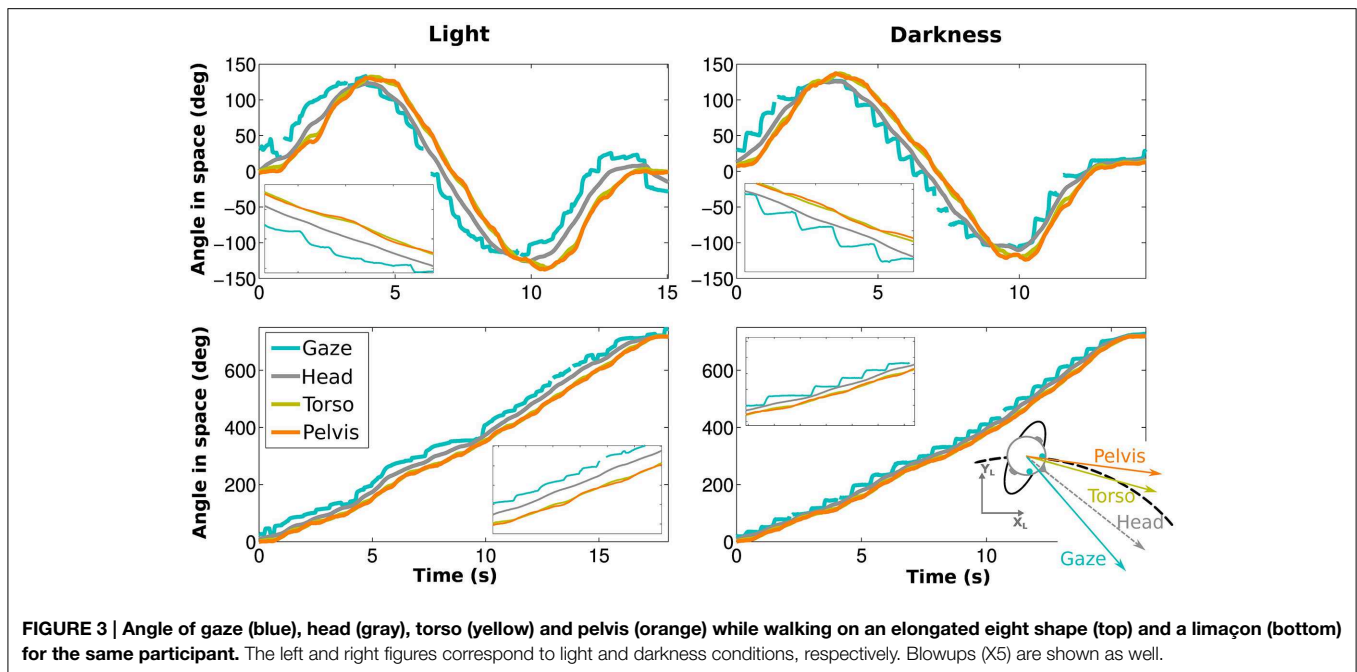 Light
Darkness
Angle in space (deg)
150
100
50
0
−50
−100
−150
0
5
10
15
150
100
50
0
−50
−100
−150
0
5
10
Angle in space (deg)
600
400
200
0
Gaze
Head
Torso
Pelvis
0
5
10
15
Time (s)
600
400
200
0
0
5
10
Time (s)
Y_L
X_L
Pelvis
Torso
Head
Gaze
FIGURE 3 | Angle of gaze (blue), head (gray), torso (yellow) and pelvis (orange) while walking on an elongated eight shape (top) and a limaçon (bottom)
for the same participant. The left and right figures correspond to light and darkness conditions, respectively. Blowups (X5) are shown as well.